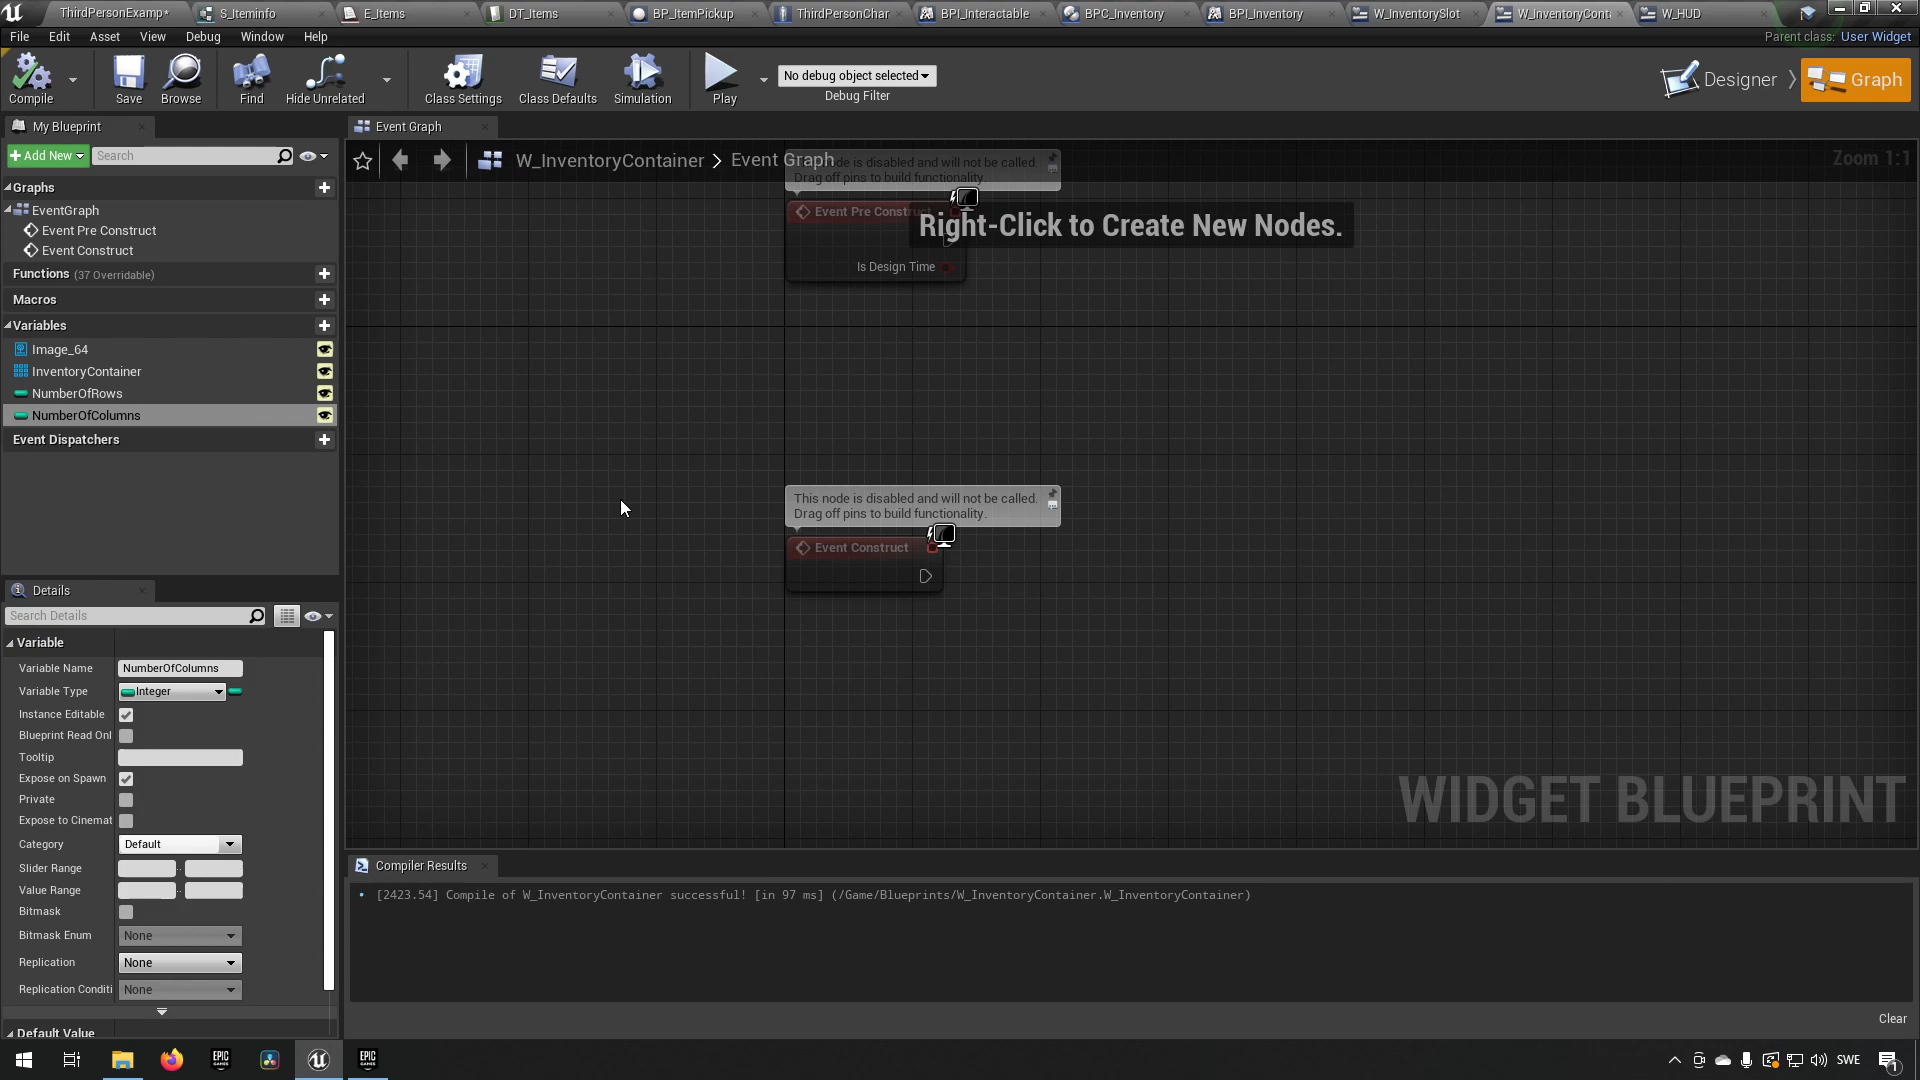 ThirdPersonExamp*
S_Iteminfo
E_Items
DT_Items
BP_ItemPickup
ThirdPersonChar
BPI_Interactable
BPC_Inventory
BPI_Inventory
W_InventorySlot
W_InventoryCont
W_HUD
File
Edit
Asset
View
Debug
Window
Help
Parent class: User Widget
Compile
Save
Browse
Find
Hide Unrelated
Class Settings
Class Defaults
Simulation
Play
No debug object selected
Debug Filter
Designer
Graph
My Blueprint
Event Graph
Add New
Search
W_InventoryContainer > Event Graph
Zoom 1:1
Graphs
EventGraph
Event Pre Construct
Event Construct
Functions (37 Overridable)
Macros
Variables
Image_64
InventoryContainer
NumberOfRows
NumberOfColumns
Event Dispatchers
node is disabled and will not be called.
Drag off pins to build functionality.
Event Pre Construct
Right-Click to Create New Nodes.
Is Design Time
This node is disabled and will not be called.
Drag off pins to build functionality.
Event Construct
WIDGET BLUEPRINT
Details
Search Details
Variable
Variable Name
NumberOfColumns
Variable Type
Integer
Instance Editable
Blueprint Read Onl
Tooltip
Expose on Spawn
Private
Expose to Cinemat
Category
Default
Slider Range
Value Range
Bitmask
Bitmask Enum
None
Replication
None
Replication Conditi
None
Default Value
Compiler Results
[2423.54] Compile of W_InventoryContainer successful! [in 97 ms] (/Game/Blueprints/W_InventoryContainer.W_InventoryContainer)
Clear
EPIC GAMES
EPIC GAMES
SWE
1